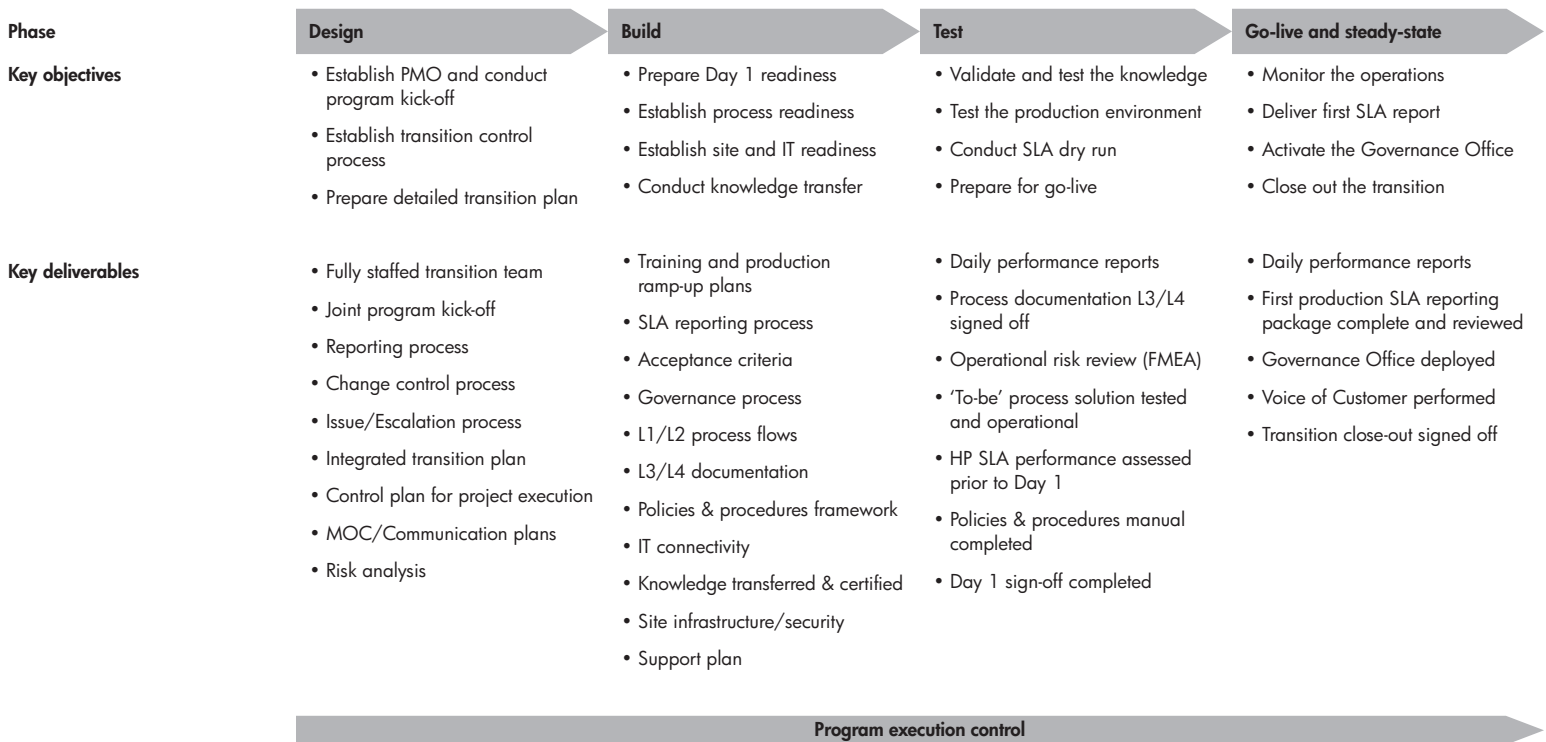 Phase
Design
Build
Test
Go-live and steady-state
Key objectives
• Establish PMO and conduct
program kick-off
• Establish transition control
process
• Prepare detailed transition plan
• Prepare Day 1 readiness
• Establish process readiness
• Establish site and IT readiness
• Conduct knowledge transfer
• Validate and test the knowledge
• Test the production environment
• Conduct SLA dry run
• Prepare for go-live
• Monitor the operations
• Deliver first SLA report
• Activate the Governance Office
• Close out the transition
Key deliverables
• Fully staffed transition team
• Joint program kick-off
• Reporting process
• Change control process
• Issue/Escalation process
• Integrated transition plan
• Control plan for project execution
• MOC/Communication plans
• Risk analysis
• Training and production
ramp-up plans
• SLA reporting process
• Acceptance criteria
• Governance process
• L1/L2 process flows
• L3/L4 documentation
• Policies & procedures framework
• IT connectivity
• Knowledge transferred & certified
• Site infrastructure/security
• Support plan
• Daily performance reports
• Process documentation L3/L4
signed off
• Operational risk review (FMEA)
• ‘To-be’ process solution tested
and operational
• HP SLA performance assessed
prior to Day 1
• Policies & procedures manual
completed
• Day 1 sign-off completed
• Daily performance reports
• First production SLA reporting
package complete and reviewed
• Governance Office deployed
• Voice of Customer performed
• Transition close-out signed off
Program execution control